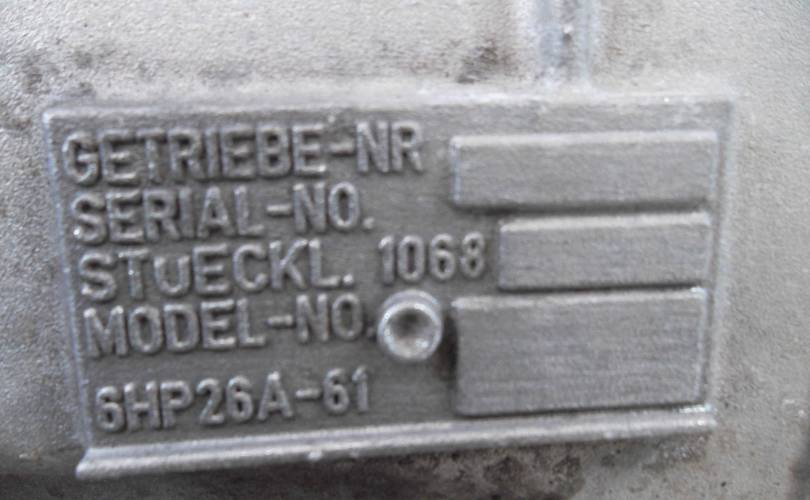 GETRIEBE-NR
SERIAL-NO.
STUECKL. 1068
MODEL-NO.
6HP26A-61